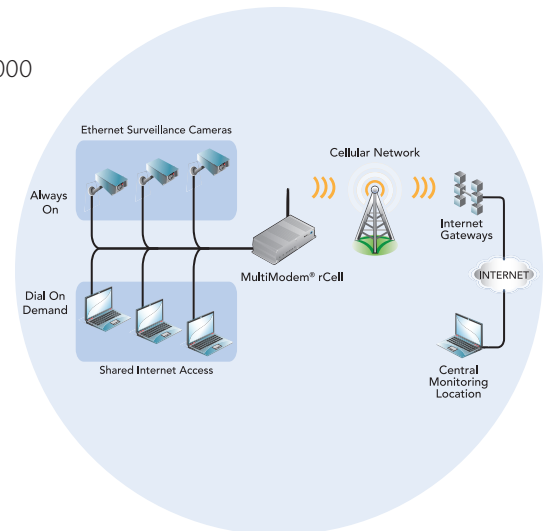 000
Ethernet Surveillance Cameras
Always
On
Cellular Network
Internet
Gateways
MultiModem® rCell
INTERNET
Dial On
Demand
Shared Internet Access
Central
Monitoring
Location